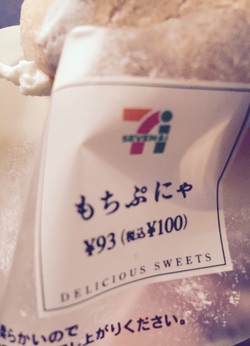 SEVEN&i
もちぷにゃ
¥93(税込¥100)
DELICIOUS SWEETS
らかいので
し上がりください。